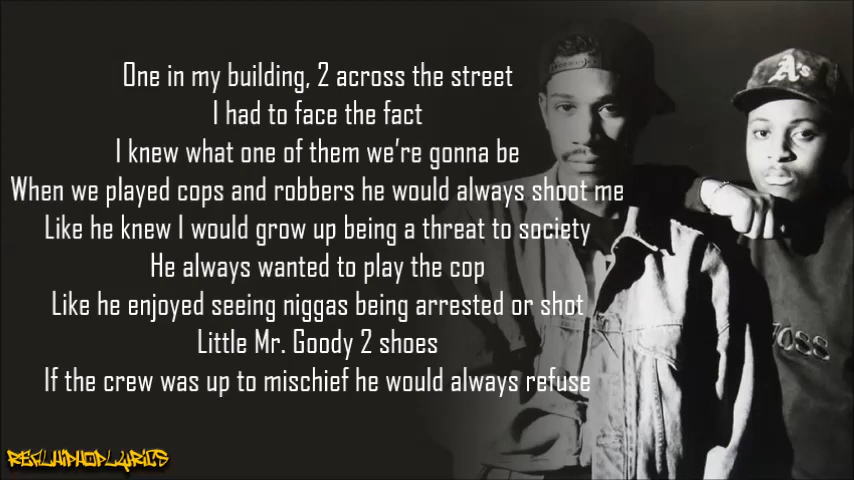 One in my building, 2 across the street
I had to face the fact
I knew what one of them we're gonna be
When we played cops and robbers he would always shoot me
Like he knew I would grow up being a threat to society
He always wanted to play the cop
Like he enjoyed seeing niggas being arrested or shot
Little Mr. Goody 2 shoes
If the crew was up to mischief he would always refuse
A's
REALHIPHOPLYRICS